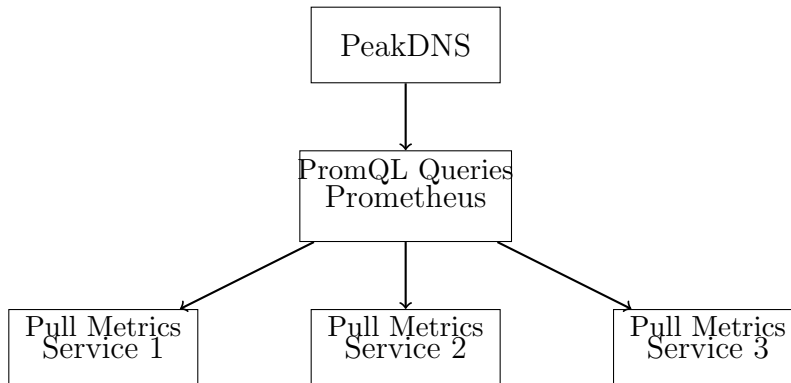 PeakDNS
PromQL Queries
Prometheus
Pull Metrics
Service 1
Pull Metrics
Service 2
Pull Metrics
Service 3